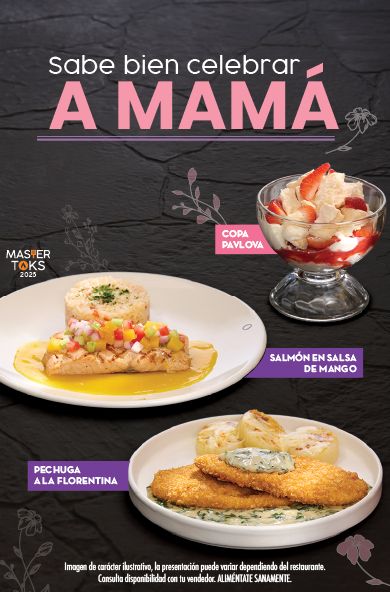 Sabe bien celebrar
A MAMÁ
COPA
PAVLOVA
MASTER
TOKS
2025
SALMÓN EN SALSA
DE MANGO
PECHUGA
A LA FLORENTINA
Imagen de carácter ilustrativo, la presentación puede variar dependiendo del restaurante.
Consulta disponibilidad con tu vendedor. ALIMÉNTATE SANAMENTE.